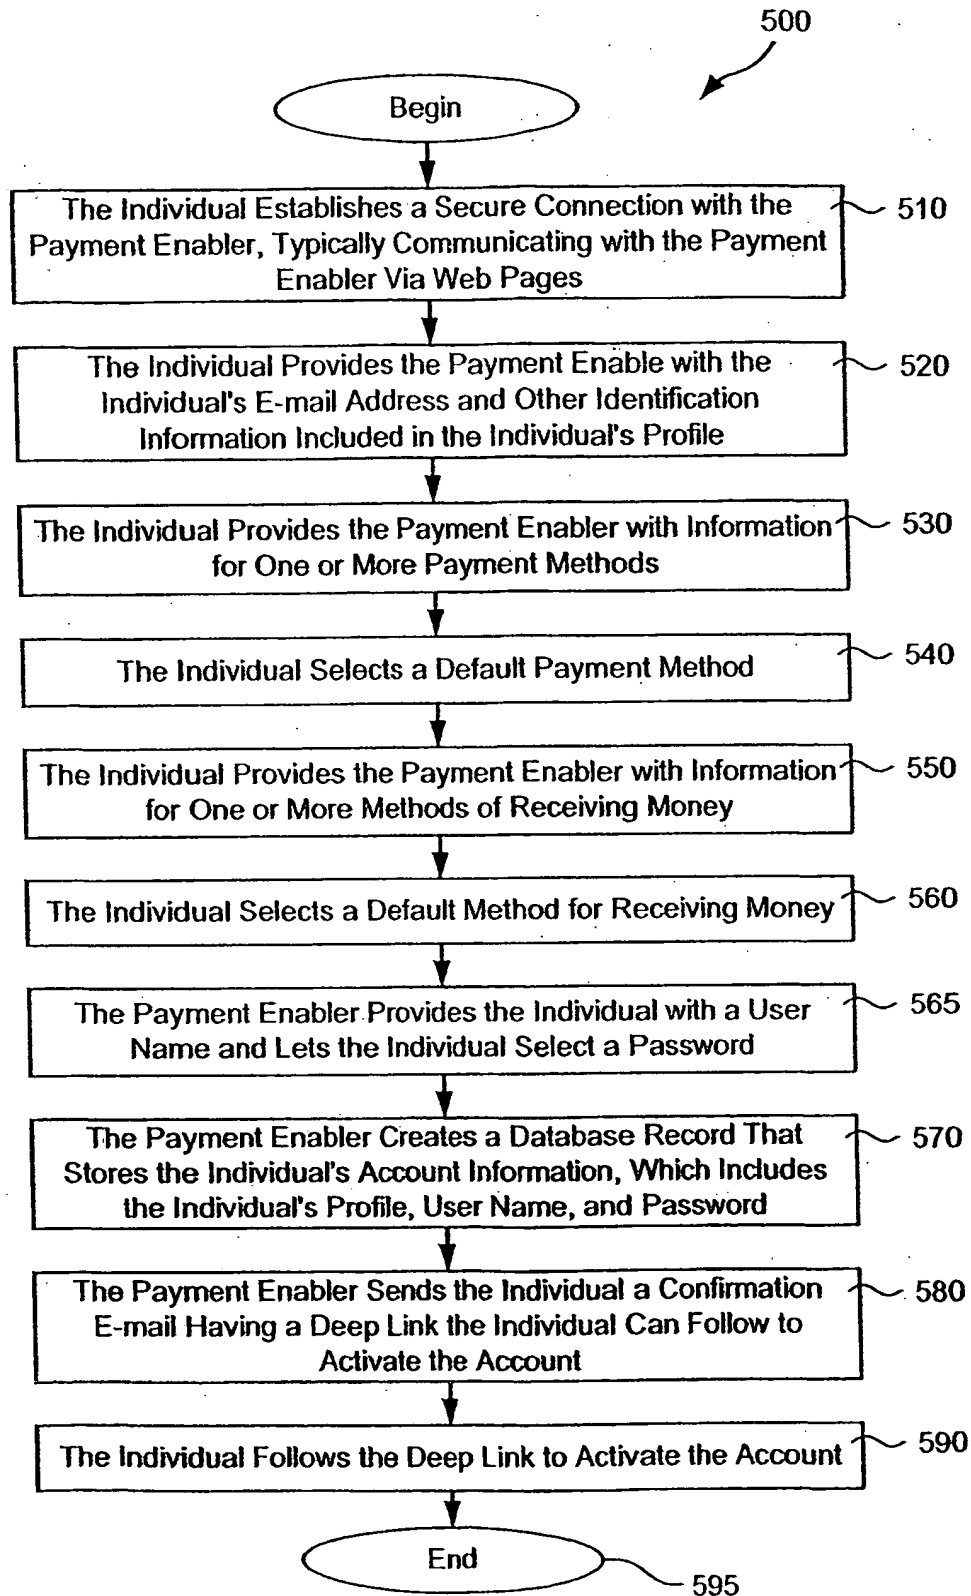 500
Begin
The Individual Establishes a Secure Connection with the
Payment Enabler, Typically Communicating with the Payment
Enabler Via Web Pages
510
The Individual Provides the Payment Enable with the
Individual's E-mail Address and Other Identification
Information Included in the Individual's Profile
520
The Individual Provides the Payment Enabler with Information
for One or More Payment Methods
530
The Individual Selects a Default Payment Method
540
The Individual Provides the Payment Enabler with Information
for One or More Methods of Receiving Money
550
The Individual Selects a Default Method for Receiving Money
560
The Payment Enabler Provides the Individual with a User
Name and Lets the Individual Select a Password
565
The Payment Enabler Creates a Database Record That
Stores the Individual's Account Information, Which Includes
the Individual's Profile, User Name, and Password
570
The Payment Enabler Sends the Individual a Confirmation
E-mail Having a Deep Link the Individual Can Follow to
Activate the Account
580
The Individual Follows the Deep Link to Activate the Account
590
End
595